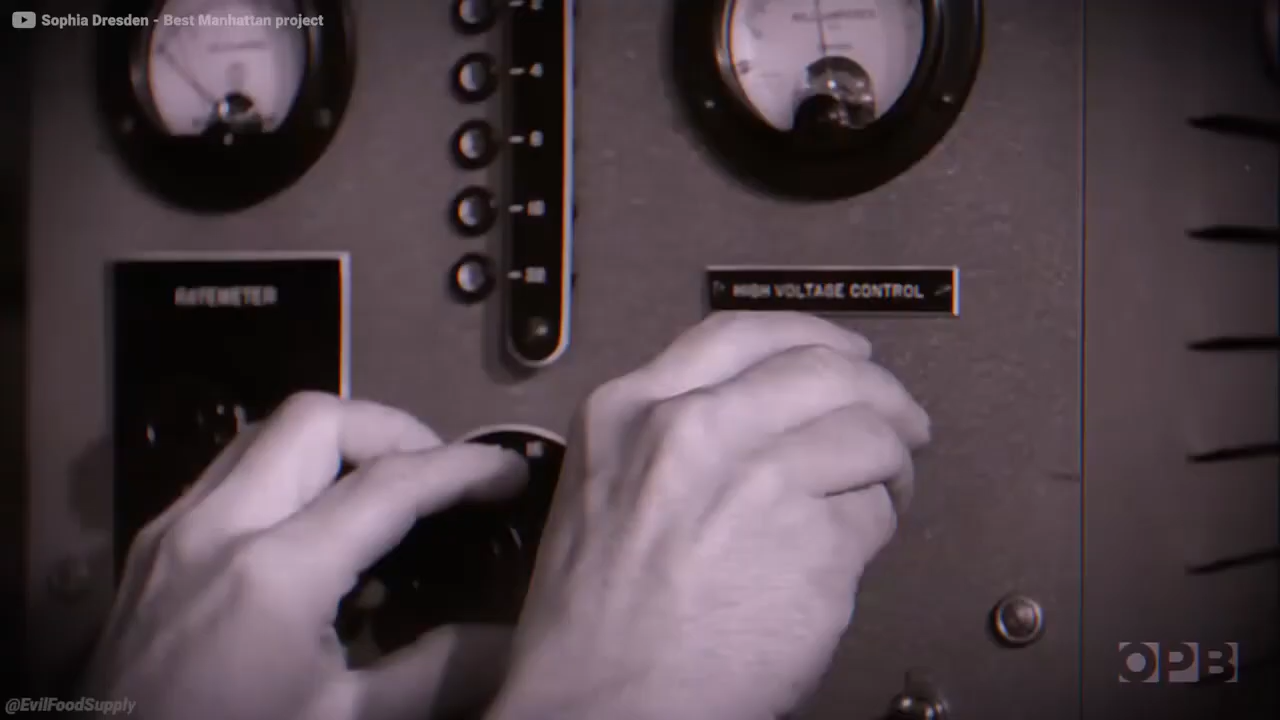 Sophia Dresden - Best Manhattan project
4
RATEMETER
HIGH VOLTAGE CONTROL
OPB
@EvilFoodSupply